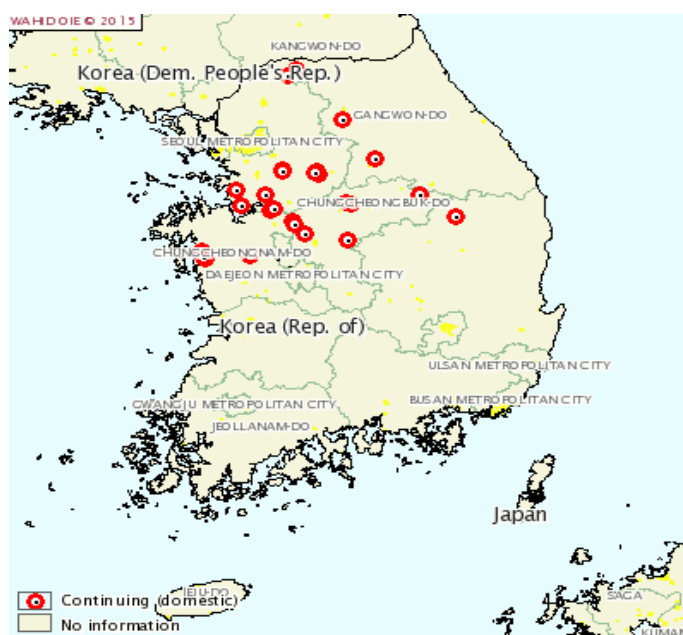 WAHID OIE © 2015
KANGWON-DO
Korea (Dem. People's Rep.)
GANGWON-DO
SEOUL METROPOLITAN CITY
CHUNGCHEONGBUK-DO
CHUNGCHEONGNAM-DO
DAEJEON METROPOLITAN CITY
Korea (Rep. of)
ULSAN METROPOLITAN CITY
GWANGJU METROPOLITAN CITY
BUSAN METROPOLITAN CITY
JEOLLANAM-DO
Japan
JEJU-DO
SAGA
Continuing (domestic)
No information
KUMAM